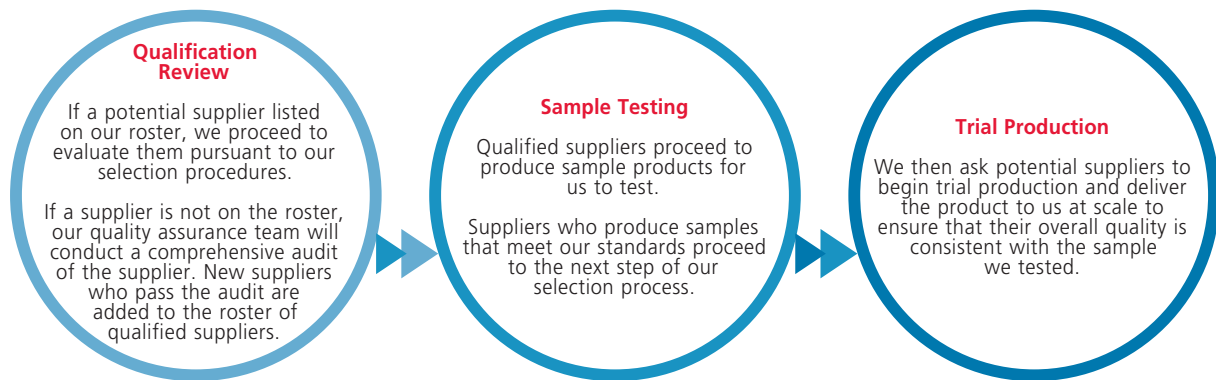 Qualification
Review
If a potential supplier listed
on our roster, we proceed to
evaluate them pursuant to our
selection procedures.
If a supplier is not on the roster,
our quality assurance team will
conduct a comprehensive audit
of the supplier. New suppliers
who pass the audit are
added to the roster of
qualified suppliers.
Sample Testing
Qualified suppliers proceed to
produce sample products for
us to test.
Suppliers who produce samples
that meet our standards proceed
to the next step of our
selection process.
Trial Production
We then ask potential suppliers to
begin trial production and deliver
the product to us at scale to
ensure that their overall quality is
consistent with the sample
we tested.